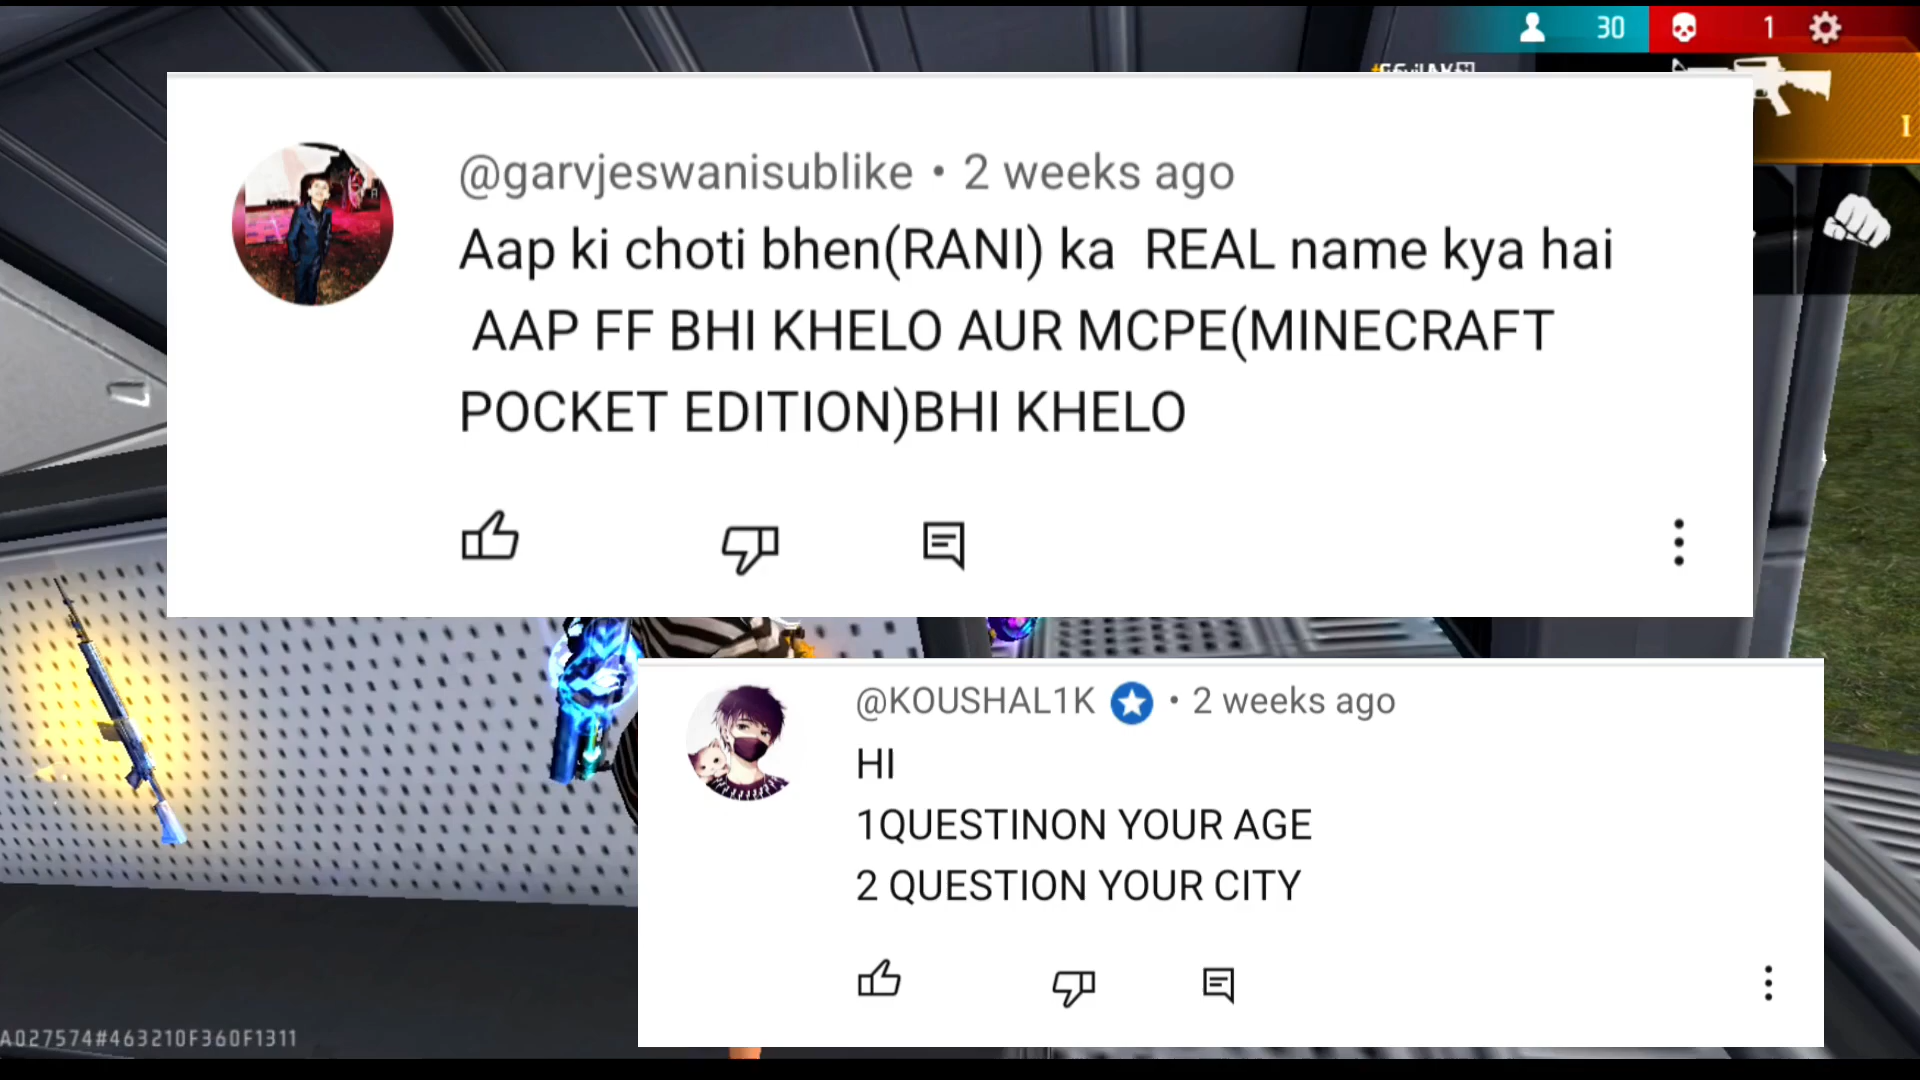 30
1
I
@garvjeswanisublike • 2 weeks ago
Aap ki choti bhen(RANI) ka REAL name kya hai
AAP FF BHI KHELO AUR MCPE(MINECRAFT
POCKET EDITION)BHI KHELO
@KOUSHAL1K • 2 weeks ago
HI
1QUESTINON YOUR AGE
2 QUESTION YOUR CITY
A027574#463210F360F1311